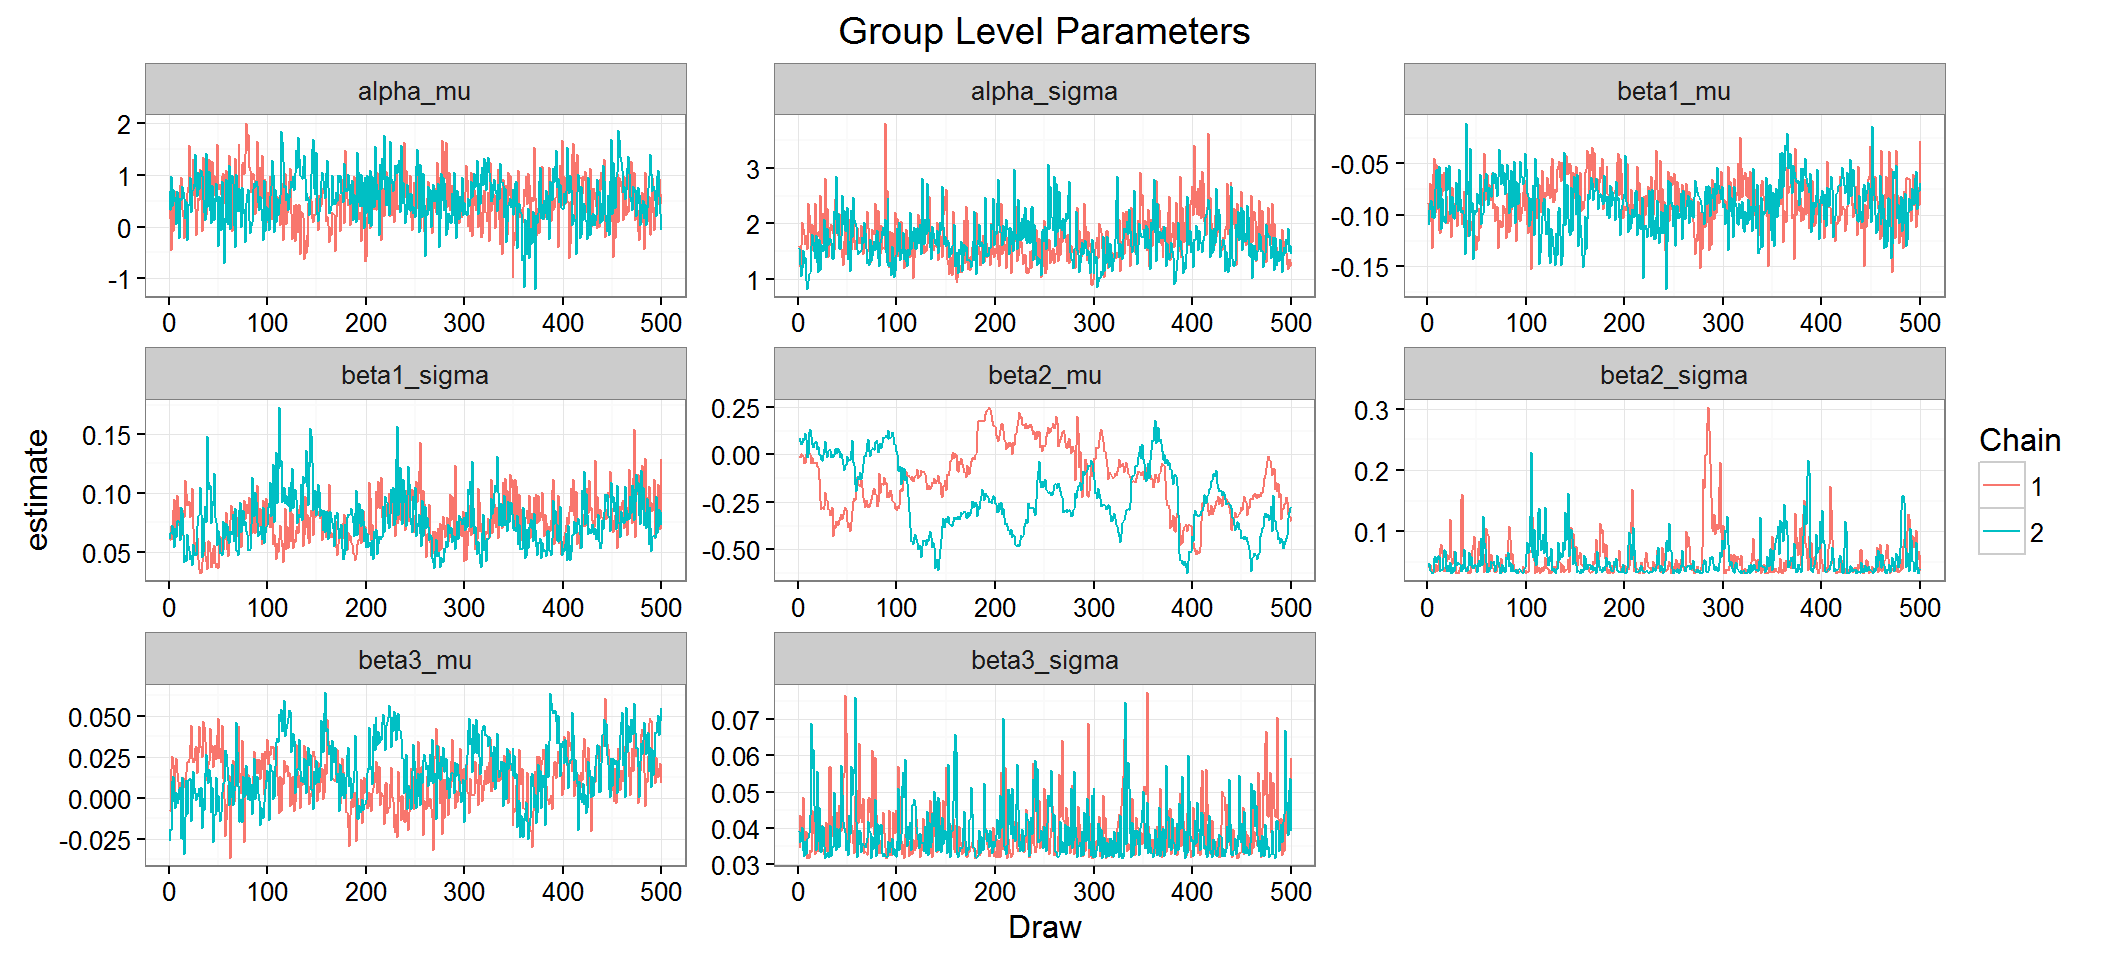 Group Level Parameters
alpha_mu
alpha_sigma
beta1_mu
2
1
0
-1
3
2
1
-0.05
-0.10
-0.15
0 100 200 300 400 500
0 100 200 300 400 500
0 100 200 300 400 500
beta1_sigma
beta2_mu
beta2_sigma
0.15
0.10
0.05
0.25
0.00
-0.25
-0.50
0.3
0.2
0.1
0 100 200 300 400 500
0 100 200 300 400 500
0 100 200 300 400 500
beta3_mu
beta3_sigma
0.050
0.025
0.000
-0.025
0.07
0.06
0.05
0.04
0.03
0 100 200 300 400 500
0 100 200 300 400 500
estimate
Draw
Chain
1
2